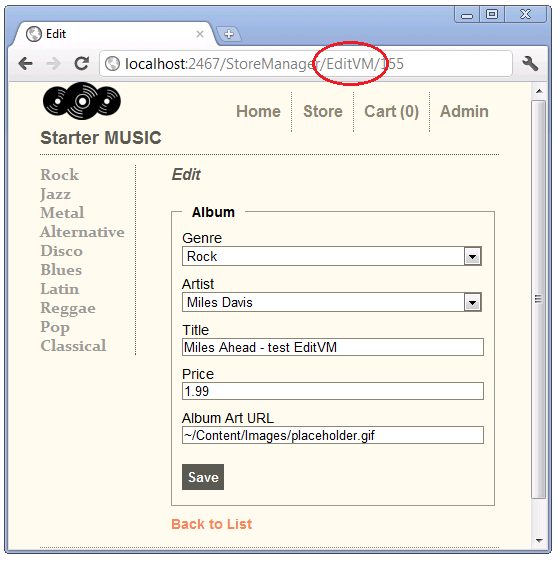 Edit
localhost:2467/StoreManager/EditVM/155
Home Store Cart (0) Admin
Starter MUSIC
Rock
Jazz
Metal
Alternative
Disco
Blues
Latin
Reggae
Pop
Classical
Edit
Album
Genre
Rock
Artist
Miles Davis
Title
Miles Ahead - test EditVM
Price
1.99
Album Art URL
~/Content/Images/placeholder.gif
Save
Back to List